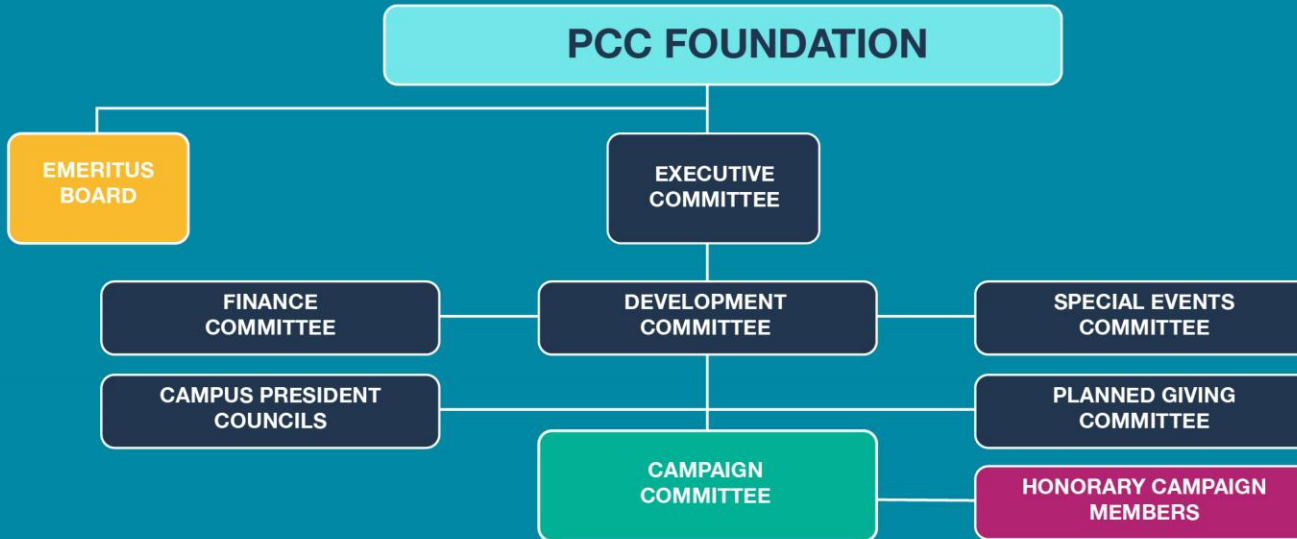 PCC FOUNDATION
EMERITUS
BOARD
EXECUTIVE
COMMITTEE
FINANCE
COMMITTEE
DEVELOPMENT
COMMITTEE
SPECIAL EVENTS
COMMITTEE
CAMPUS PRESIDENT
COUNCILS
PLANNED GIVING
COMMITTEE
CAMPAIGN
COMMITTEE
HONORARY CAMPAIGN
MEMBERS